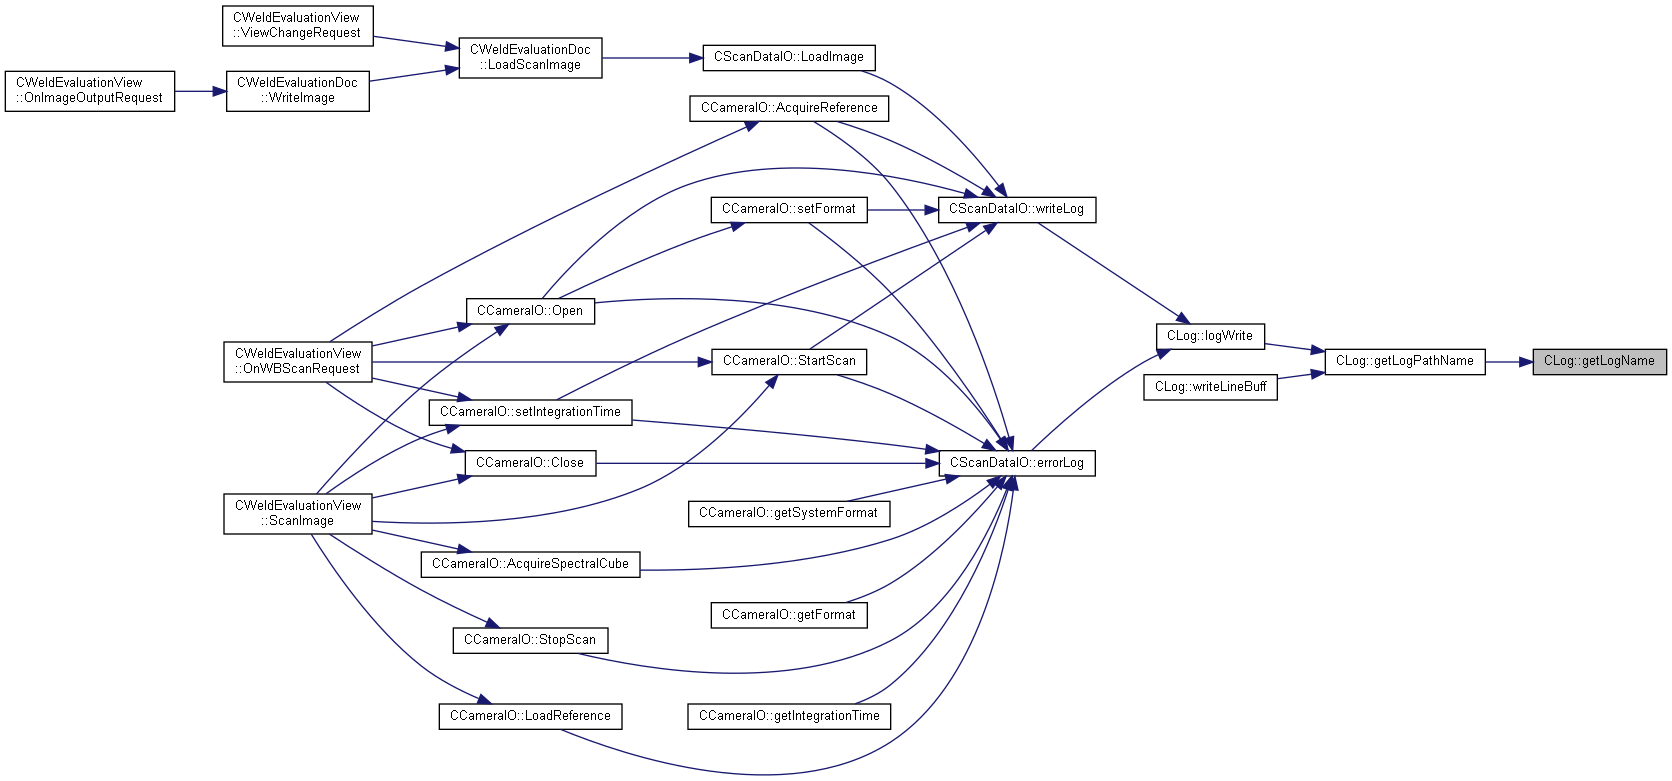 CWeldEvaluationView
::ViewChangeRequest
CWeldEvaluationDoc
::LoadScanImage
CScanDataIO::LoadImage
CWeldEvaluationView
::OnImageOutputRequest
CWeldEvaluationDoc
::WriteImage
CCameraIO::AcquireReference
CCameraIO::setFormat
CScanDataIO::writeLog
CCameraIO::Open
CLog::logWrite
CWeldEvaluationView
::OnWBScanRequest
CCameraIO::StartScan
CLog::getLogPathName
CLog::getLogName
CLog::writeLineBuff
CCameraIO::setIntegrationTime
CCameraIO::Close
CScanDataIO::errorLog
CWeldEvaluationView
::ScanImage
CCameraIO::getSystemFormat
CCameraIO::AcquireSpectralCube
CCameraIO::getFormat
CCameraIO::StopScan
CCameraIO::LoadReference
CCameraIO::getIntegrationTime